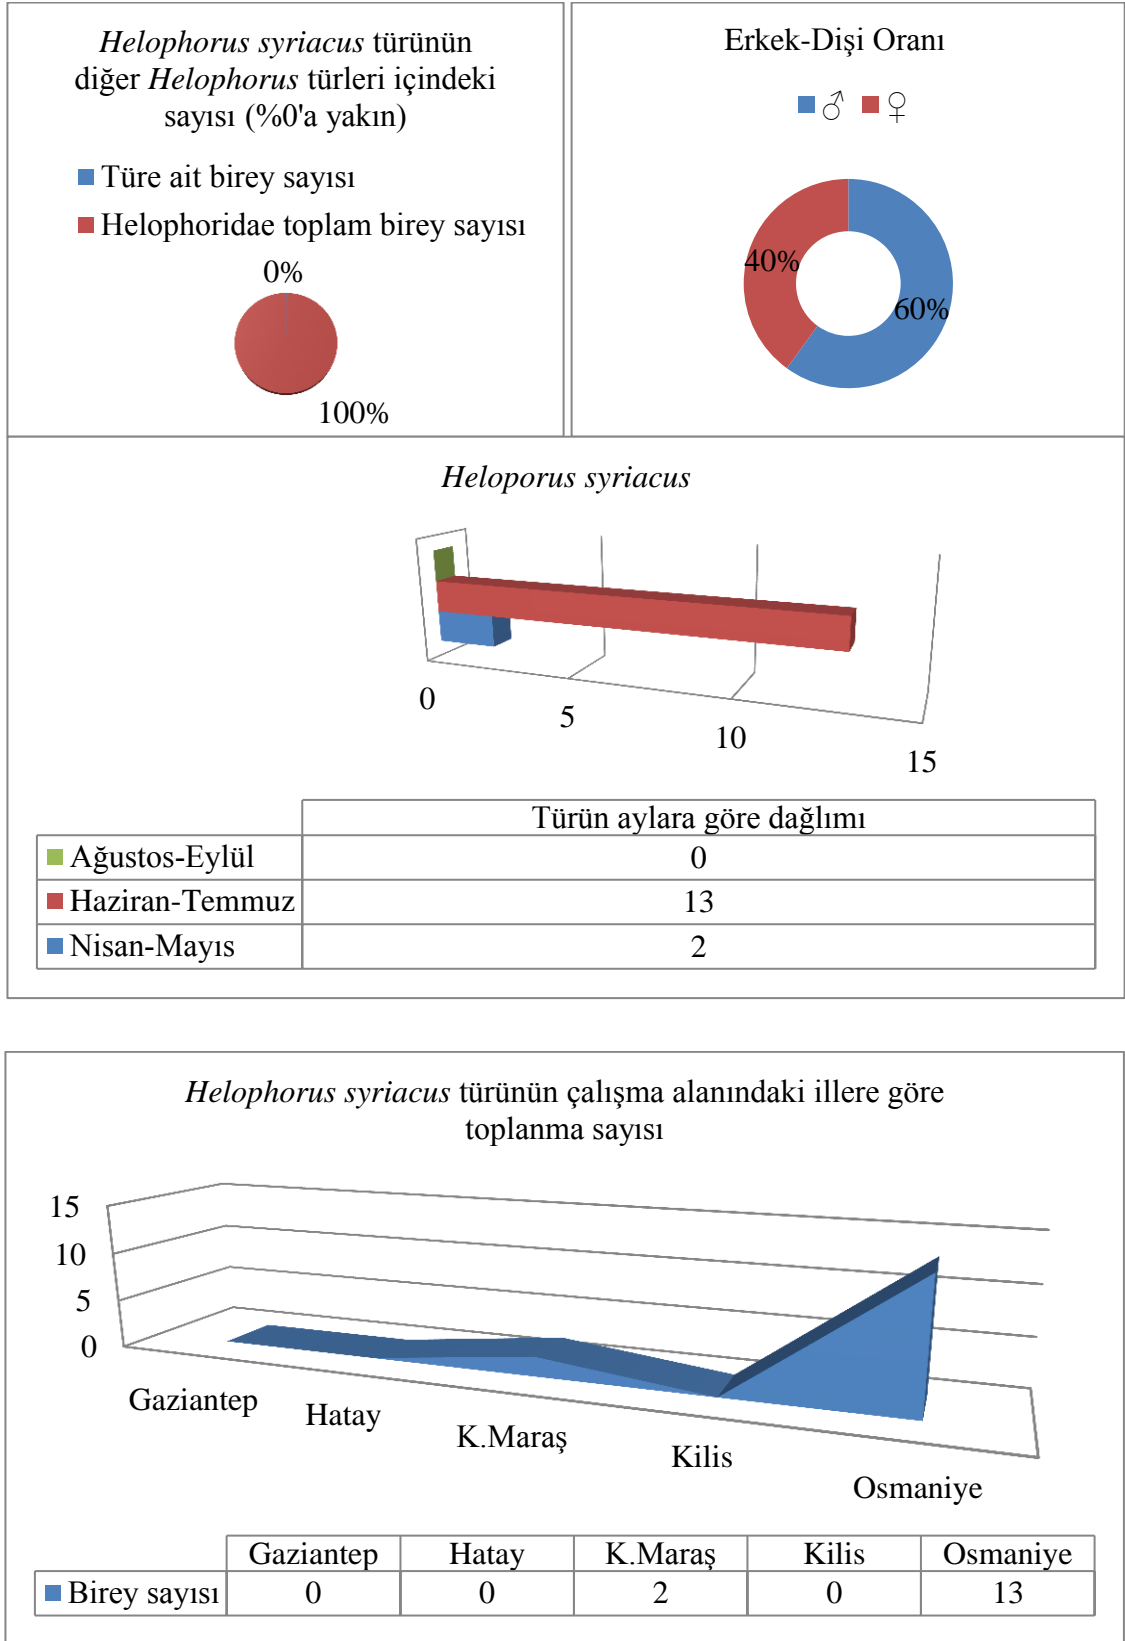 Helophorus syriacus türünün
diğer Helophorus türleri içindeki
sayısı (%0'a yakın)
Türe ait birey sayısı
Helophoridae toplam birey sayısı
0%
100%
Erkek-Dişi Oranı
♂ ♀
40%
60%
Heloporus syriacus
0
5
10
15
Türün aylara göre dağlımı
Ağustos-Eylül 0
Haziran-Temmuz 13
Nisan-Mayıs 2
Helophorus syriacus türünün çalışma alanındaki illere göre
toplanma sayısı
15
10
5
0
Gaziantep
Hatay
K.Maraş
Kilis
Osmaniye
Gaziantep Hatay K.Maraş Kilis Osmaniye
Birey sayısı 0 0 2 0 13